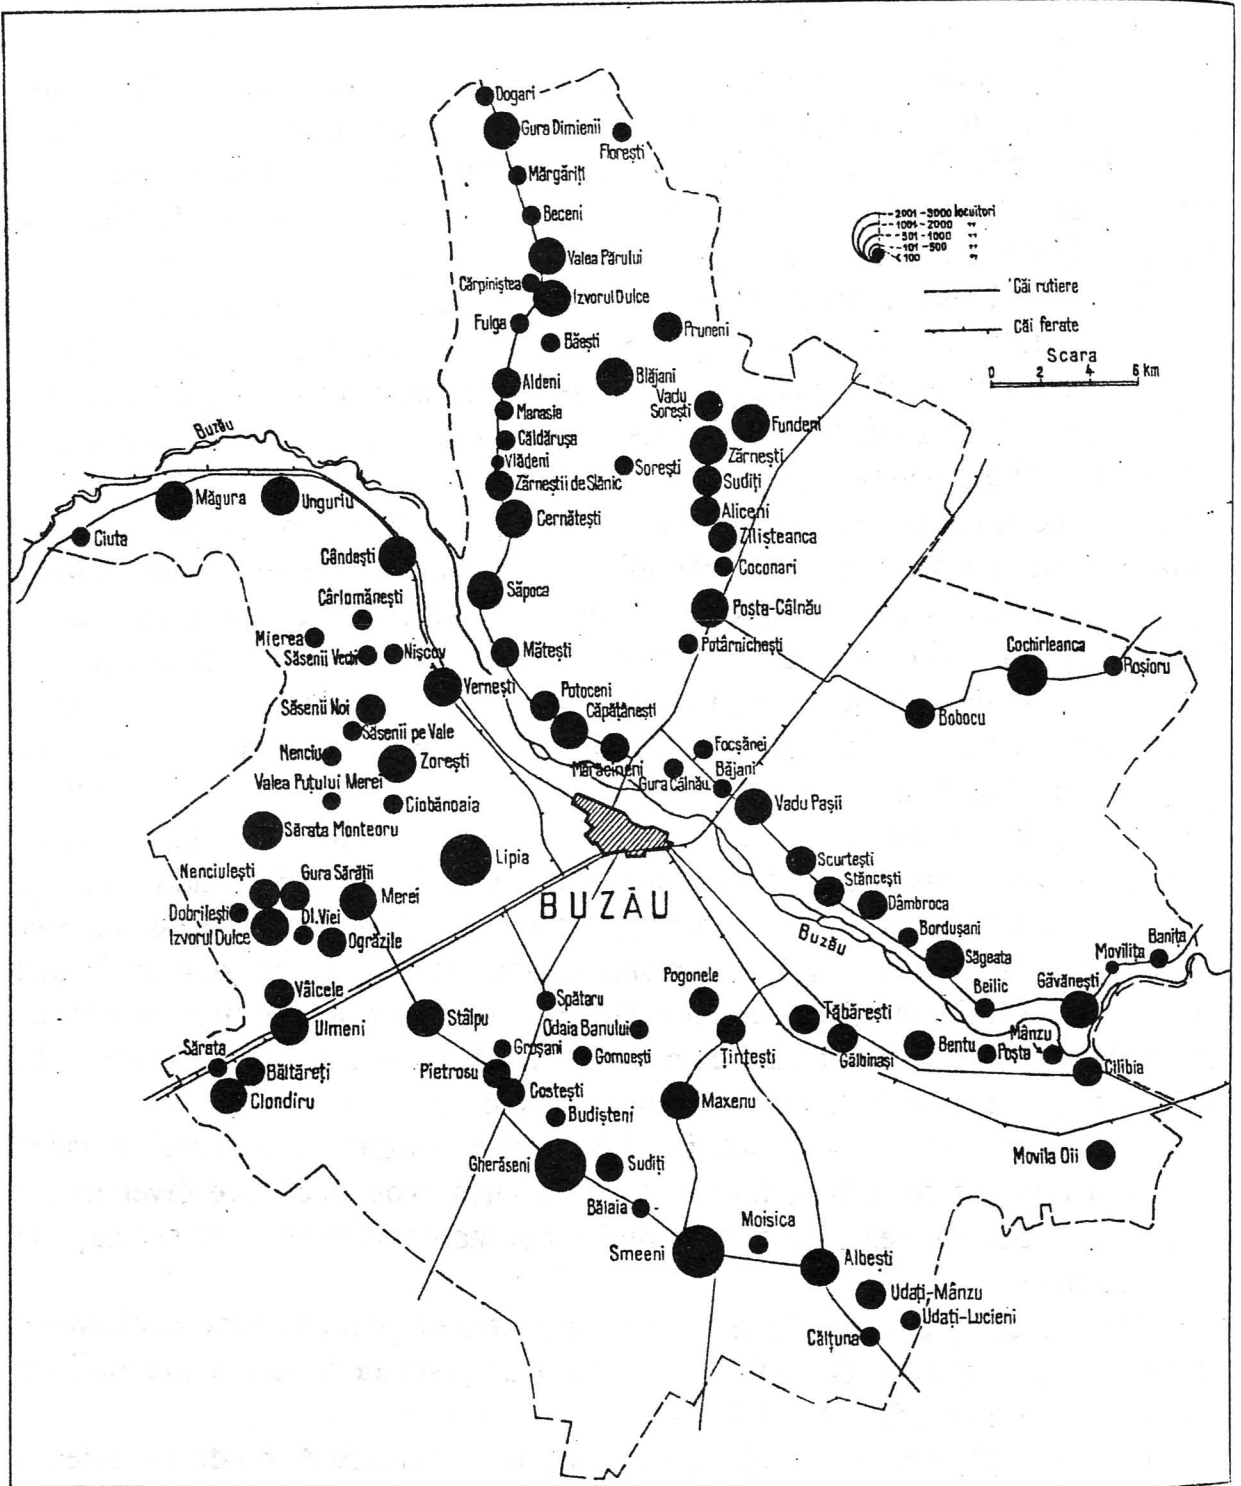 Dogari
Gura Dimienii
Florești
Mărgăriți
Beceni
Valea Părului
Cărpiniștea
Izvorul Dulce
Fulga
Băești
Pruneni
Aldeni
Blăjani
Manasia
Vadu
Sorești
Fundeni
Căldărușa
Zărnești
Vlădeni
Sorești
Zărneștii de Slănic
Sudiți
Cernătești
Aliceni
Zilișteanca
Coconari
Săpoca
Poșta-Câlnău
Potârnichești
2001 - 3000 locuitori
1001 - 2000 "
501 - 1000 "
101 - 500 "
< 100 "
Căi rutiere
Căi ferate
Scara
0 2 4 6 km
Buzău
Măgura
Unguriu
Ciuta
Cândești
Cârlomănești
Mierea
Săsenii Vechi
Nișcov
Mătești
Vernești
Cochirleanca
Roșioru
Bobocu
Potoceni
Căpățânești
Mărăcineni
Săsenii Noi
Săsenii pe Vale
Nenciu
Zorești
Valea Puțului Merei
Ciobănoaia
Focșănei
Gura Câlnău
Băjani
Vadu Pașii
Sărata Monteoru
Lipia
Scurtești
Stâncești
Dâmbroca
Nenciulești
Gura Sărății
Merei
BUZĂU
Dobrilești
Dl. Viei
Izvorul Dulce
Ogrăzile
Buzău
Bordușani
Săgeata
Movilița
Banița
Beilic
Găvănești
Vâlcele
Ulmeni
Stâlpu
Spătaru
Pogonele
Odaia Banului
Țintești
Tăbărești
Gălbinași
Bentu
Poșta
Mânzu
Cilibia
Sărata
Băltăreți
Clondiru
Groșani
Gomoești
Pietrosu
Costești
Budișteni
Maxenu
Movila Oii
Gherăseni
Sudiți
Bălaia
Moisica
Smeeni
Albești
Udați-Mânzu
Udați-Lucieni
Călțuna